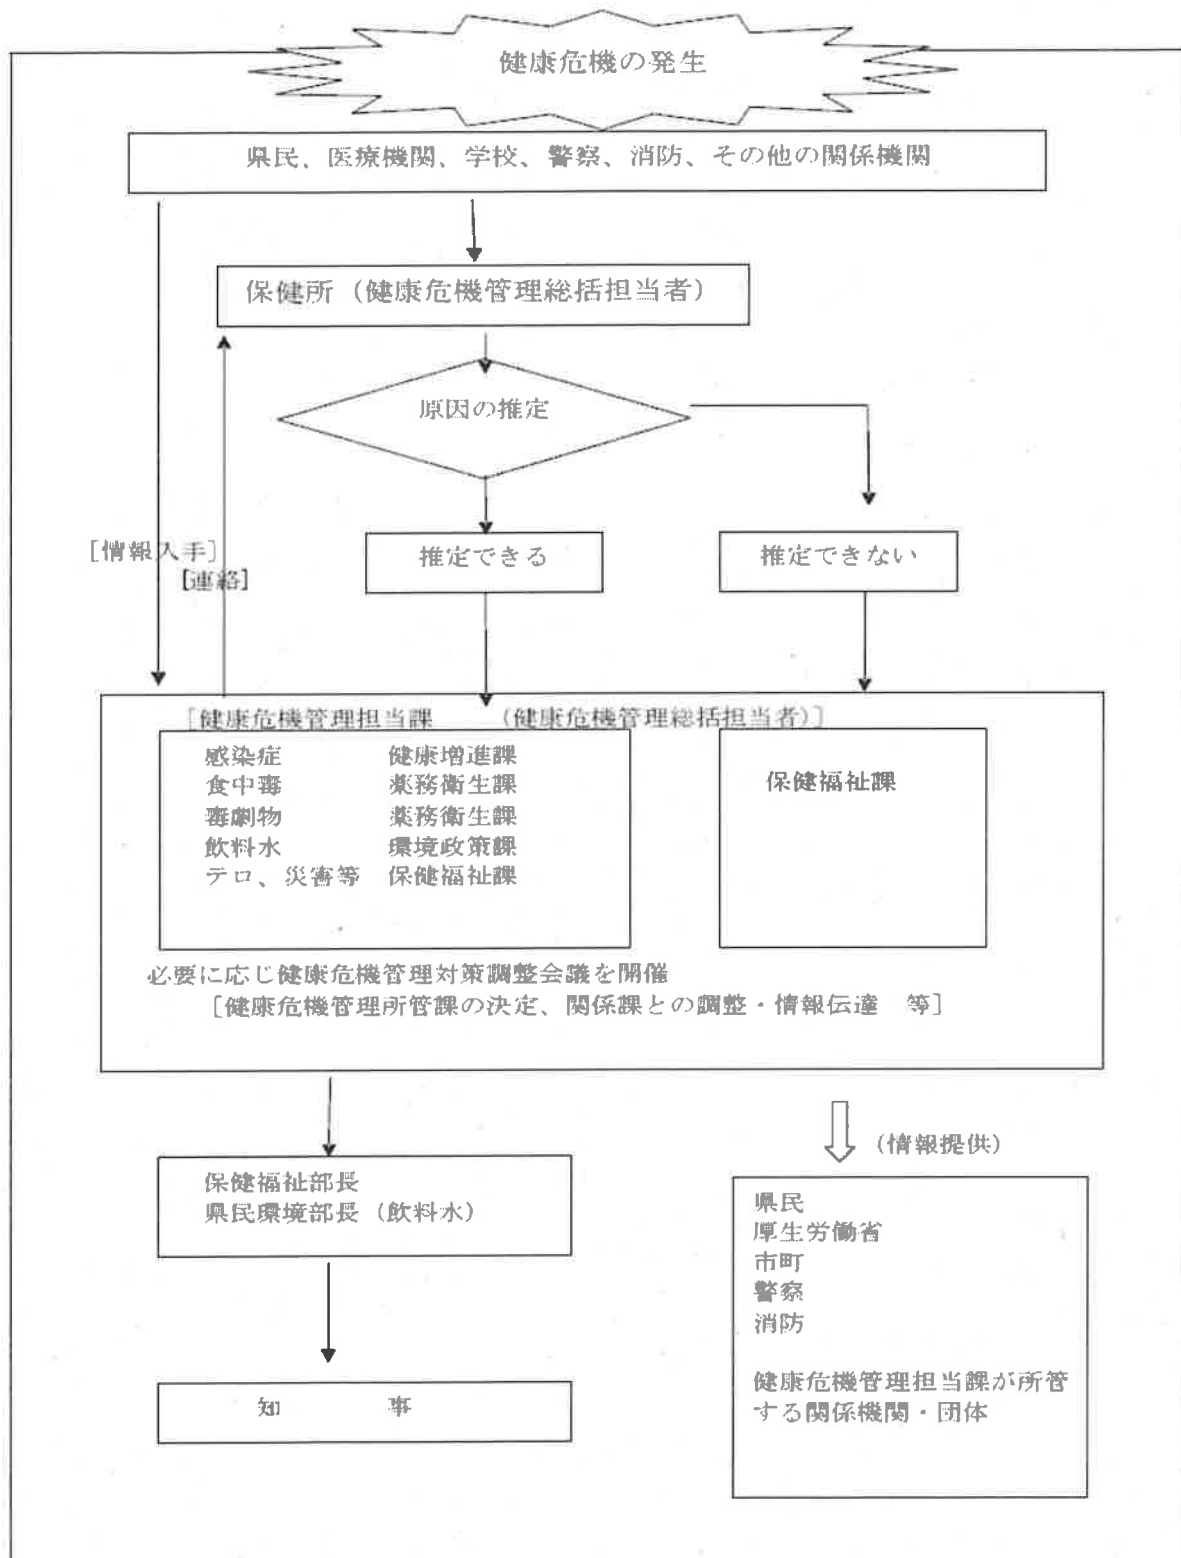 健康危機の発生
県民、医療機関、学校、警察、消防、その他の関係機関
保健所（健康危機管理総括担当者）
原因の推定
[情報入手]
[連絡]
推定できる
推定できない
[健康危機管理担当課　（健康危機管理総括担当者）]
感染症　健康増進課
食中毒　薬務衛生課
毒劇物　薬務衛生課
飲料水　環境政策課
テロ、災害等　保健福祉課
保健福祉課
必要に応じ健康危機管理対策調整会議を開催
[健康危機管理所管課の決定、関係課との調整・情報伝達　等]
（情報提供）
保健福祉部長
県民環境部長（飲料水）
知　事
県民
厚生労働省
市町
警察
消防
健康危機管理担当課が所管
する関係機関・団体